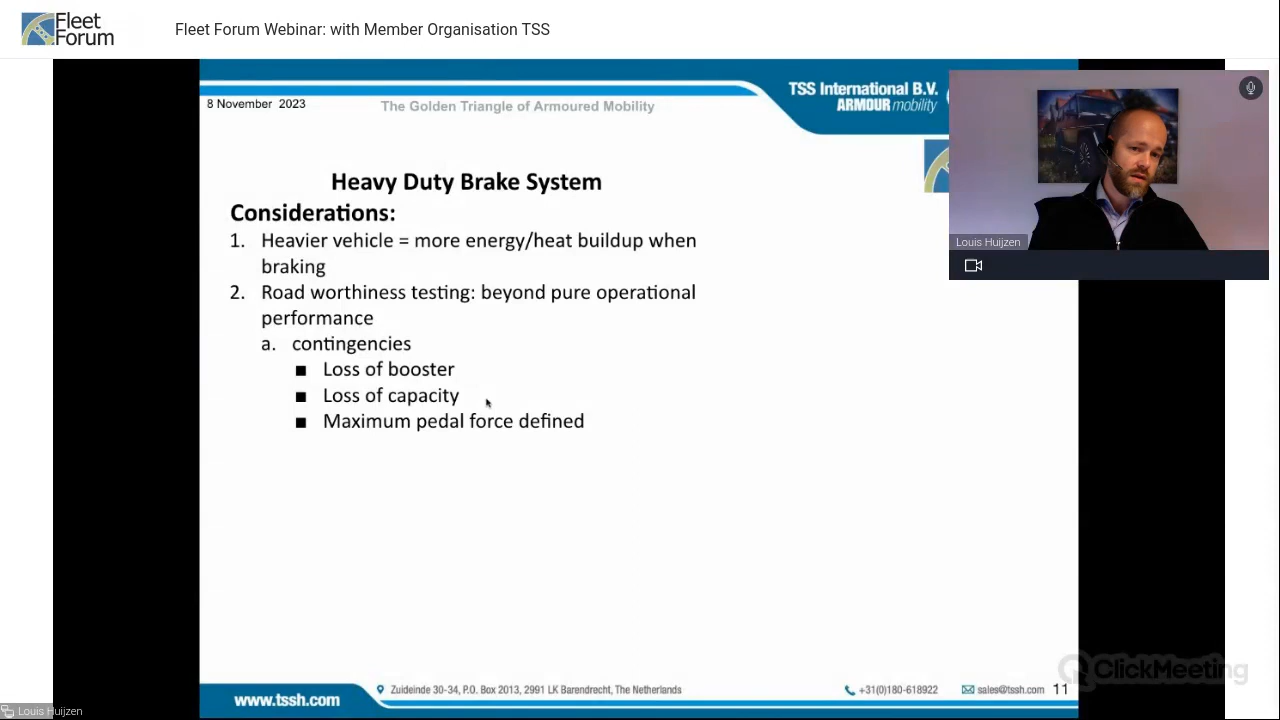 Fleet
Forum
Fleet Forum Webinar: with Member Organisation TSS
8 November 2023
The Golden Triangle of Armoured Mobility
TSS International B.V.
ARMOUR mobility
Heavy Duty Brake System
Considerations:
1. Heavier vehicle = more energy/heat buildup when
braking
2. Road worthiness testing: beyond pure operational
performance
a. contingencies
■ Loss of booster
■ Loss of capacity
■ Maximum pedal force defined
Louis Huijzen
ClickMeeting
www.tssh.com
Zuideinde 30-34, P.O. Box 2013, 2991 LK Barendrecht, The Netherlands
+31(0)180-618922
sales@tssh.com
11
Louis Huijzen